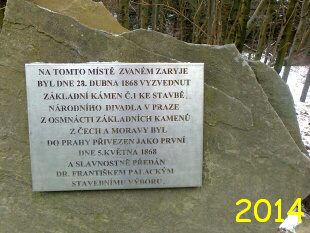 NA TOMTO MÍSTĚ ZVANÉM ZARYJE
BYL DNE 28. DUBNA 1868 VYZVEDNUT
ZÁKLADNÍ KÁMEN Č.1 KE STAVBĚ
NÁRODNÍHO DIVADLA V PRAZE
Z OSMNÁCTI ZÁKLADNÍCH KAMENŮ
Z ČECH A MORAVY BYL
DO PRAHY PŘIVEZEN JAKO PRVNÍ
DNE 5.KVĚTNA 1868
A SLAVNOSTNĚ PŘEDÁN
DR. FRANTIŠKEM PALACKÝM
STAVEBNÍMU VÝBORU
2014